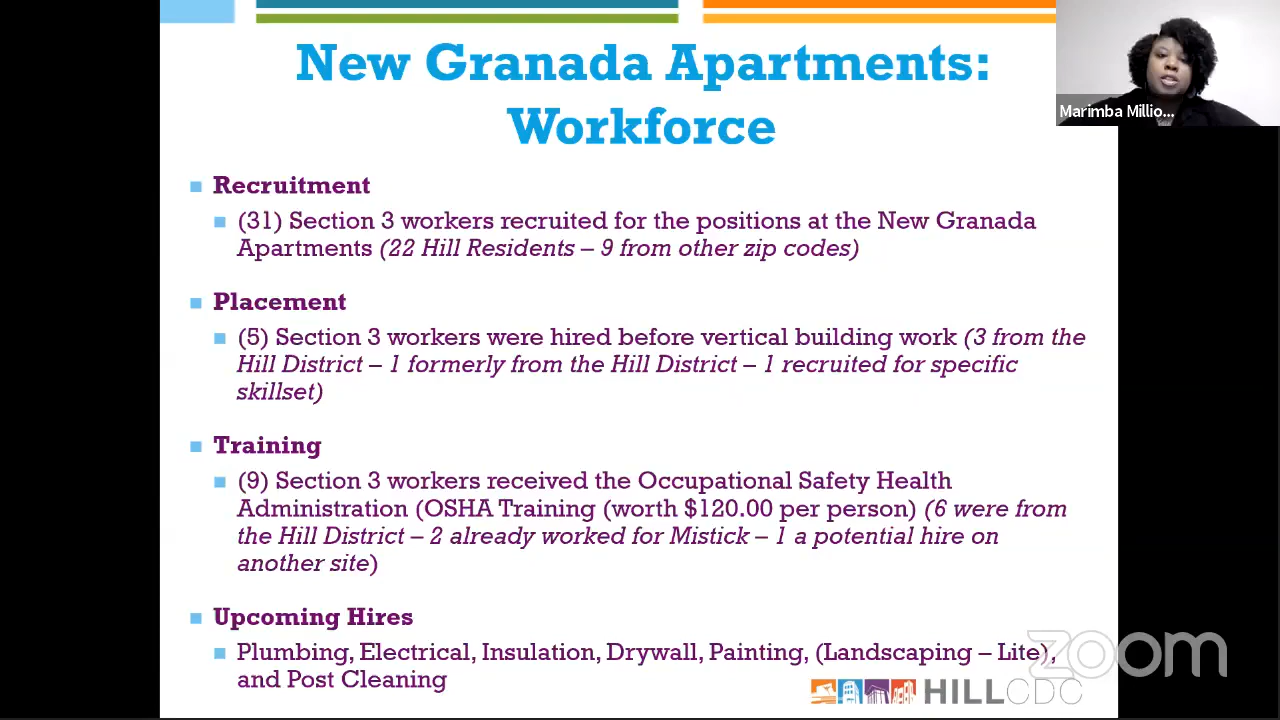 New Granada Apartments:
Workforce
Marimba Millio...
Recruitment
(31) Section 3 workers recruited for the positions at the New Granada
Apartments (22 Hill Residents – 9 from other zip codes)
Placement
(5) Section 3 workers were hired before vertical building work (3 from the
Hill District – 1 formerly from the Hill District – 1 recruited for specific
skillset)
Training
(9) Section 3 workers received the Occupational Safety Health
Administration (OSHA Training (worth $120.00 per person) (6 were from
the Hill District – 2 already worked for Mistick – 1 a potential hire on
another site)
Upcoming Hires
Plumbing, Electrical, Insulation, Drywall, Painting, (Landscaping – Lite),
and Post Cleaning
zoom
HILLCDC